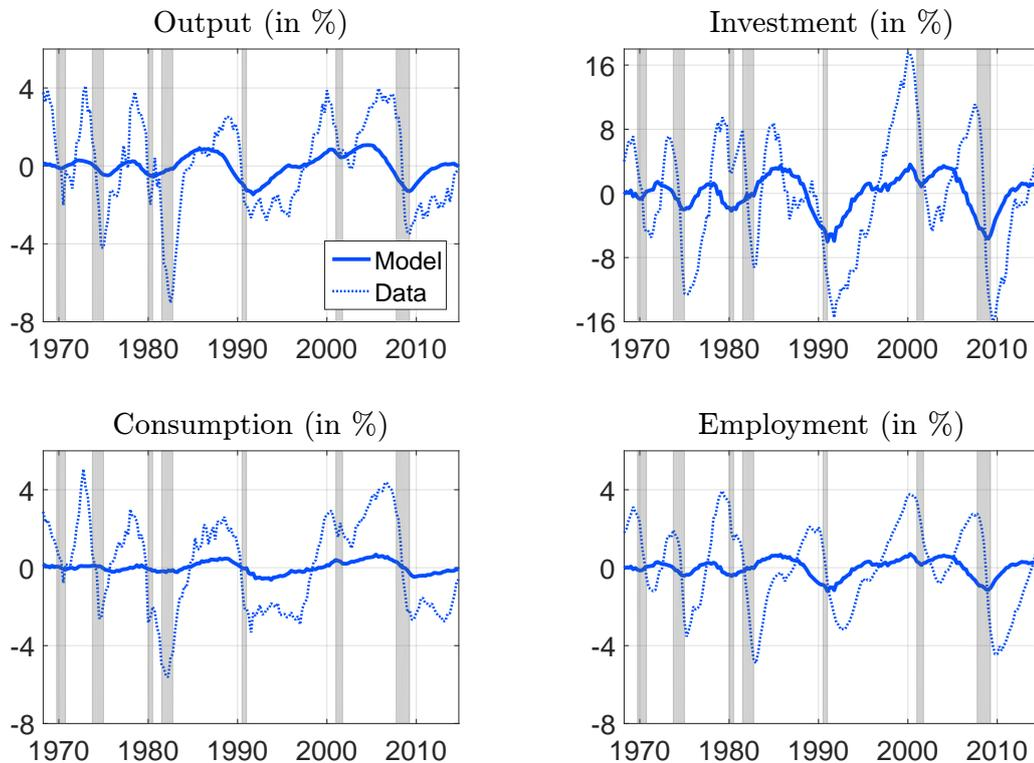 Output (in %)
4
0
-4
-8
1970 1980 1990 2000 2010
Model
Data
Investment (in %)
16
8
0
-8
-16
1970 1980 1990 2000 2010
Consumption (in %)
4
0
-4
-8
1970 1980 1990 2000 2010
Employment (in %)
4
0
-4
-8
1970 1980 1990 2000 2010